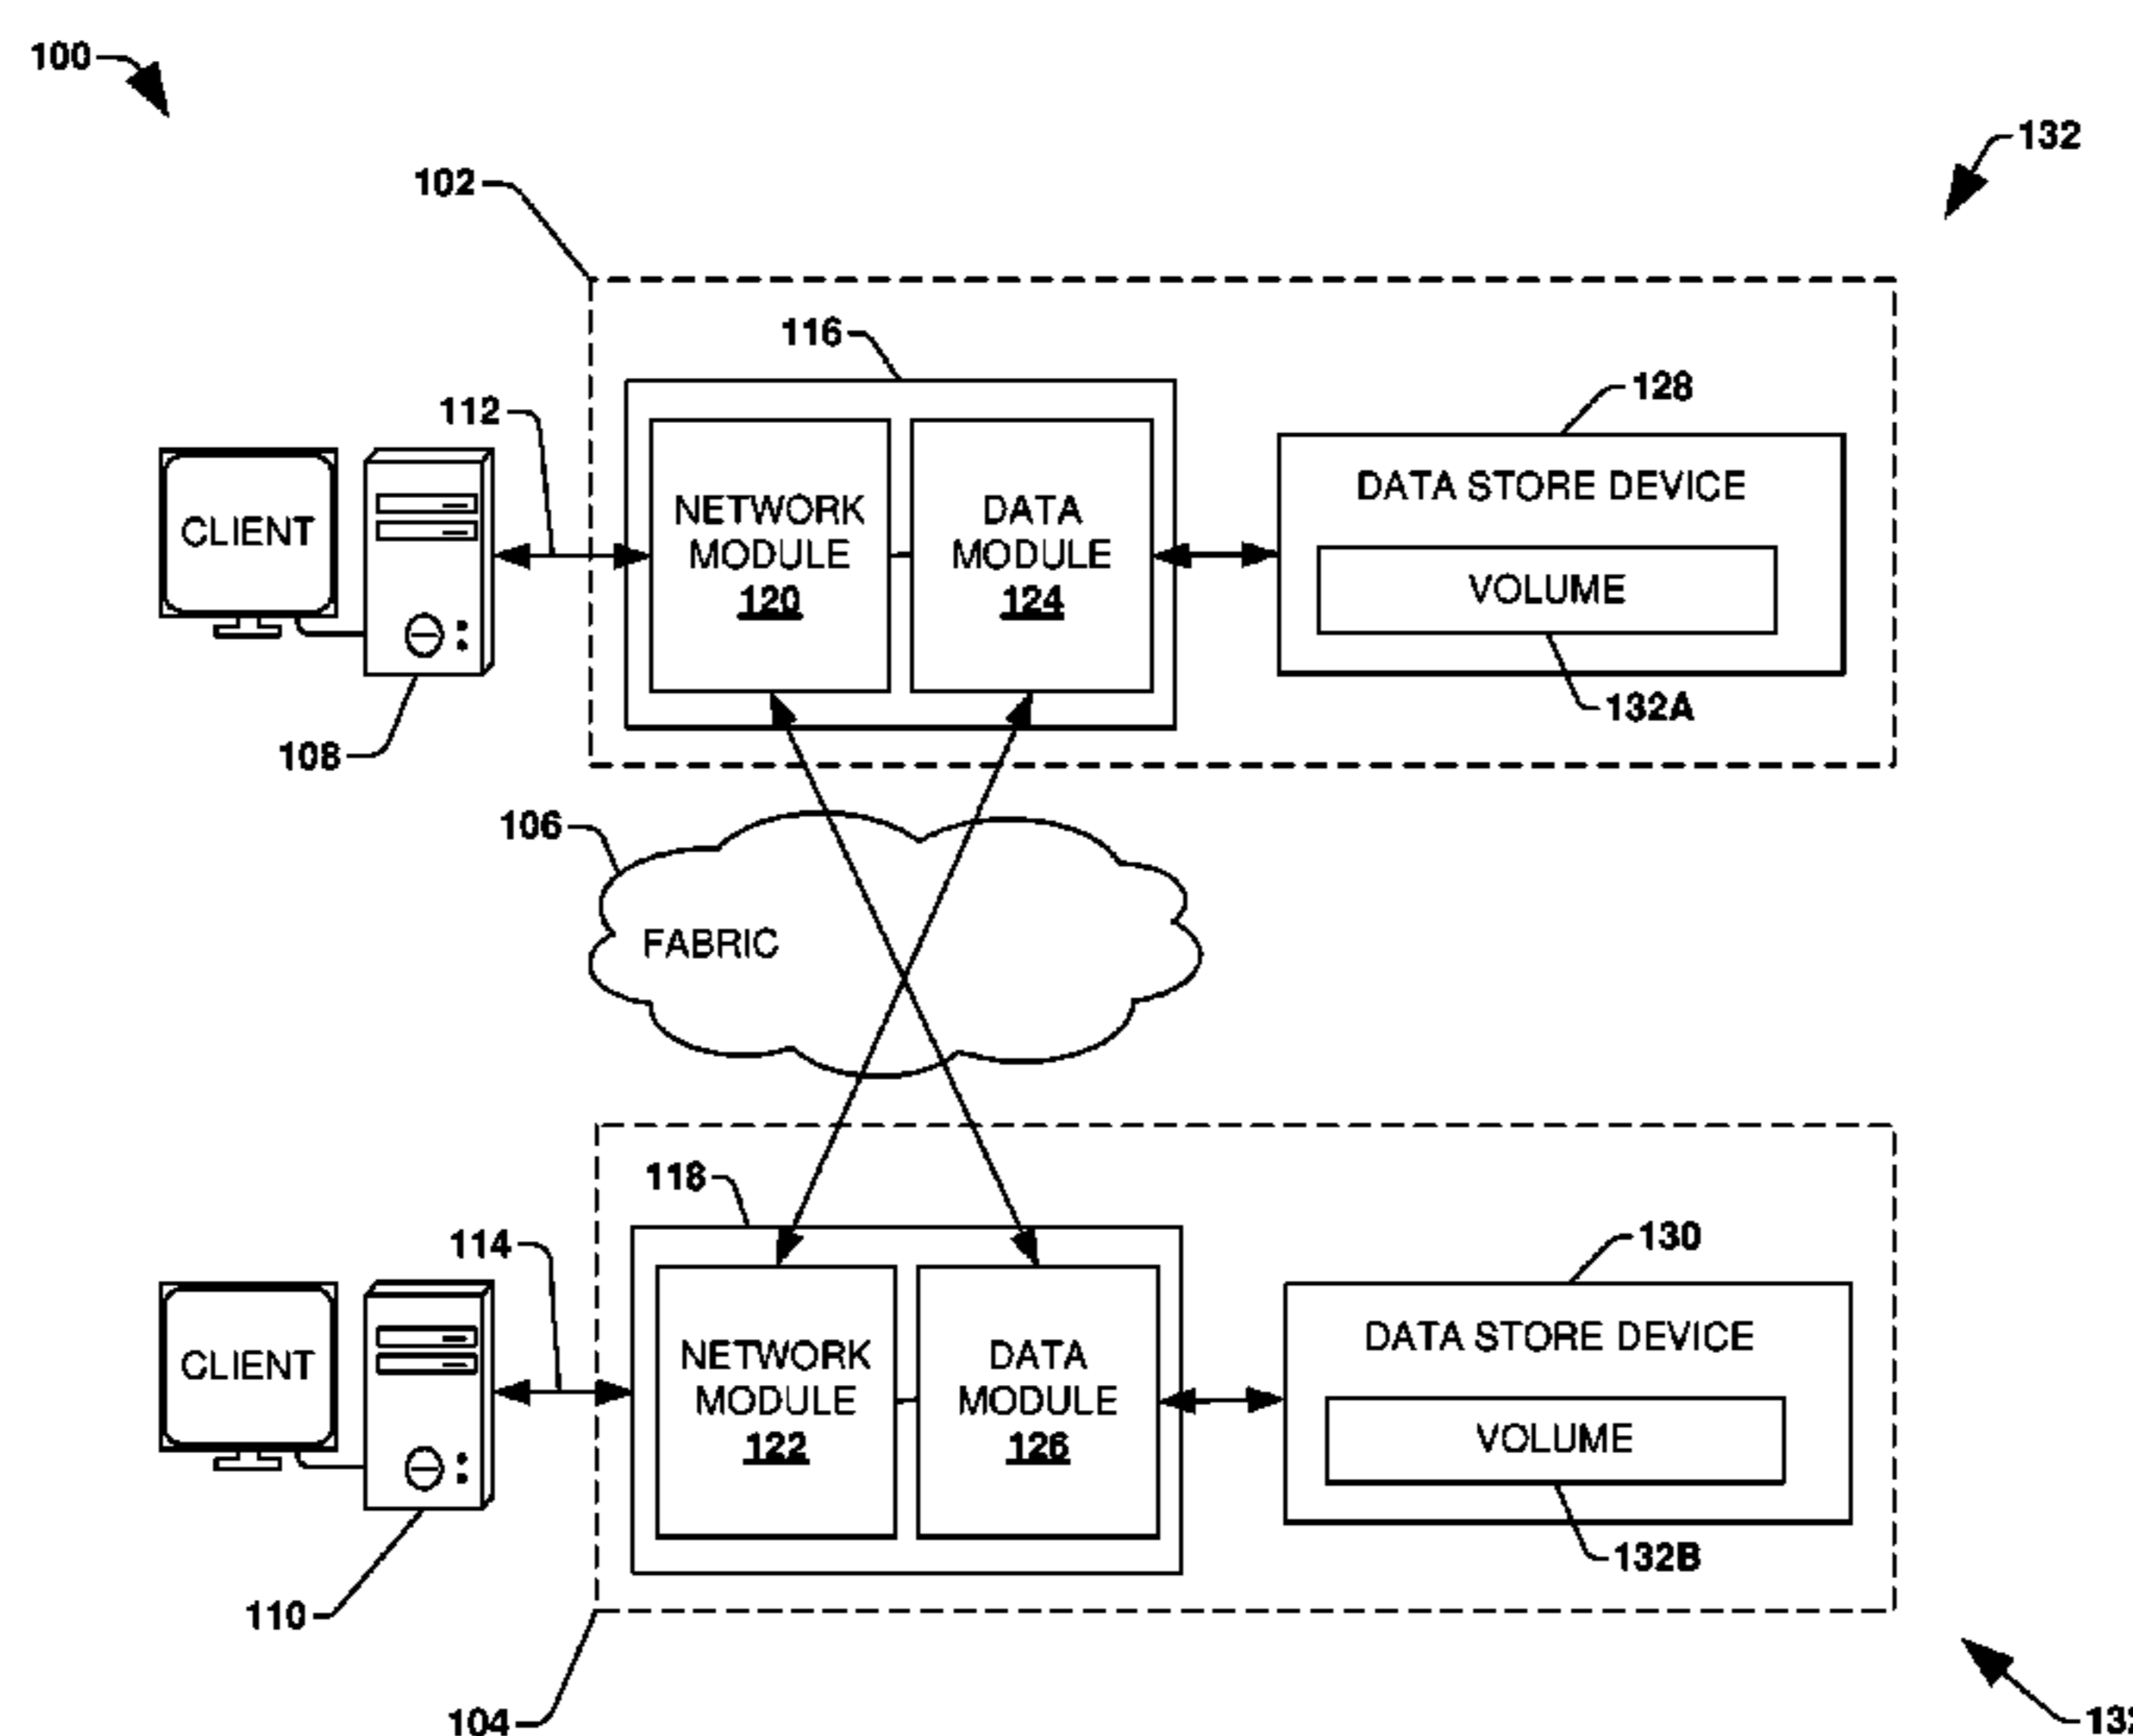 100
132
102
116
128
112
DATA STORE DEVICE
CLIENT
NETWORK
MODULE
120
DATA
MODULE
124
VOLUME
132A
108
106
FABRIC
118
130
114
DATA STORE DEVICE
CLIENT
NETWORK
MODULE
122
DATA
MODULE
126
VOLUME
132B
110
104